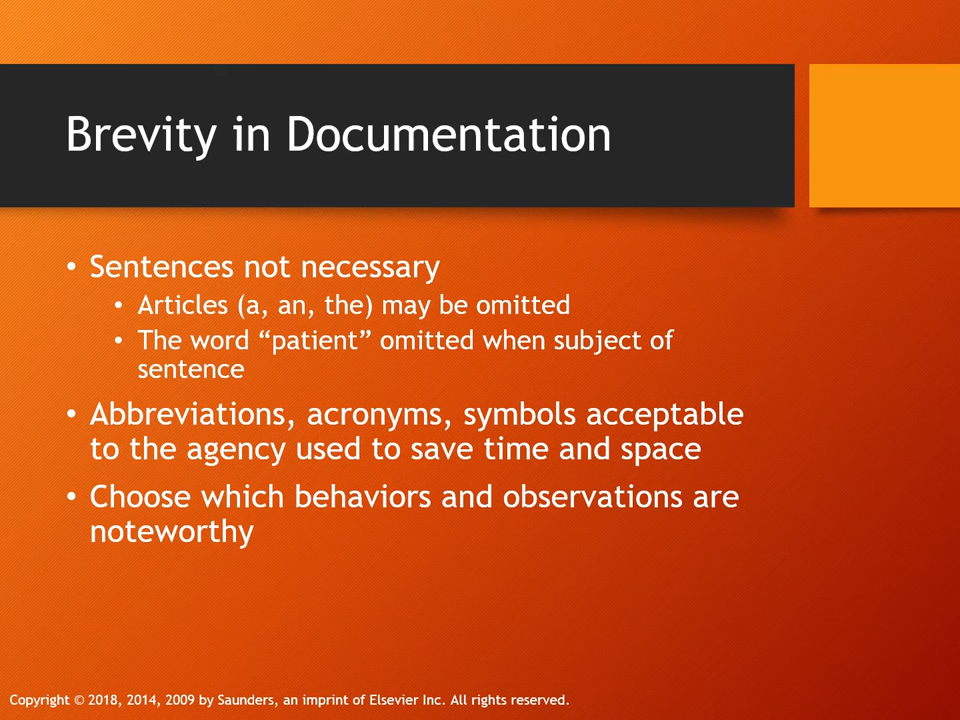 Brevity in Documentation
• Sentences not necessary
• Articles (a, an, the) may be omitted
• The word “patient” omitted when subject of
sentence
• Abbreviations, acronyms, symbols acceptable
to the agency used to save time and space
• Choose which behaviors and observations are
noteworthy
Copyright © 2018, 2014, 2009 by Saunders, an imprint of Elsevier Inc. All rights reserved.